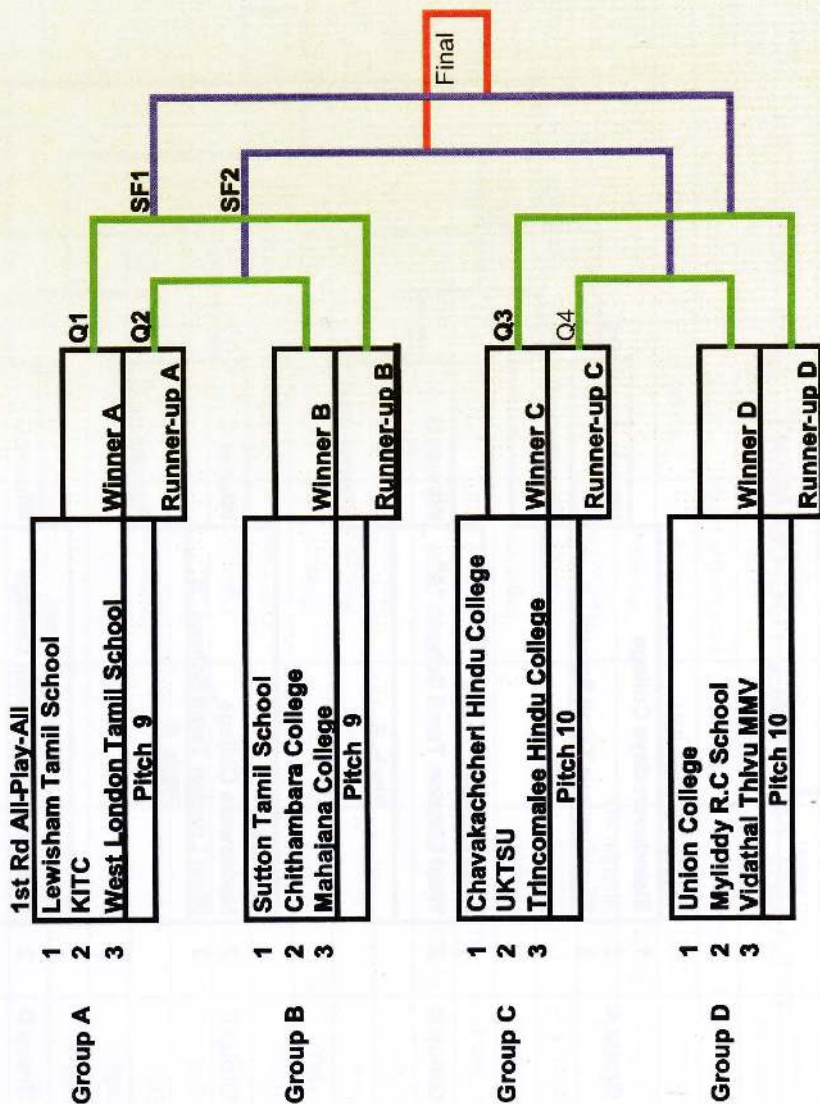 1st Rd All-Play-All
Group A
1 Lewisham Tamil School
2 KITC
3 West London Tamil School
Pitch 9
Winner A
Runner-up A
Q1
Q2
Group B
1 Sutton Tamil School
2 Chithambara College
3 Mahajana College
Pitch 9
Winner B
Runner-up B
SF1
SF2
Group C
1 Chavakachcheri Hindu College
2 UKTSU
3 Trincomalee Hindu College
Pitch 10
Winner C
Runner-up C
Q3
Q4
Group D
1 Union College
2 Myliddy R.C School
3 Vidathal Thivu MMV
Pitch 10
Winner D
Runner-up D
Final